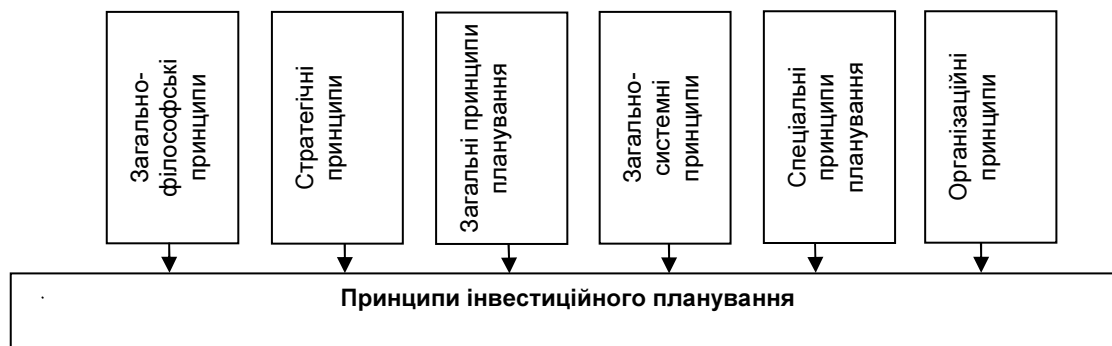 Загально-
філософські
принципи
Стратегічні
принципи
Загальні принципи
планування
Загально-
системні
принципи
Спеціальні
принципи
планування
Організаційні
принципи
Принципи інвестиційного планування